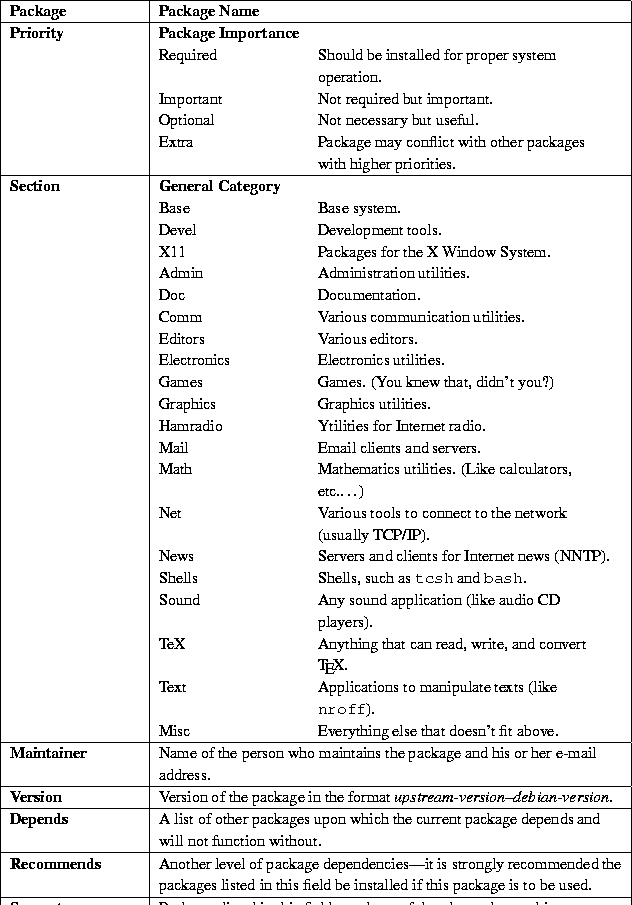 Package Package Name
Priority Package Importance
Required Should be installed for proper system
operation.
Important Not required but important.
Optional Not necessary but useful.
Extra Package may conflict with other packages
with higher priorities.
Section General Category
Base Base system.
Devel Development tools.
X11 Packages for the X Window System.
Admin Administration utilities.
Doc Documentation.
Comm Various communication utilities.
Editors Various editors.
Electronics Electronics utilities.
Games Games. (You knew that, didn't you?)
Graphics Graphics utilities.
Hamradio Ytilities for Internet radio.
Mail Email clients and servers.
Math Mathematics utilities. (Like calculators,
etc....)
Net Various tools to connect to the network
(usually TCP/IP).
News Servers and clients for Internet news (NNTP).
Shells Shells, such as tcsh and bash.
Sound Any sound application (like audio CD
players).
TeX Anything that can read, write, and convert
TEX.
Text Applications to manipulate texts (like
nroff).
Misc Everything else that doesn't fit above.
Maintainer Name of the person who maintains the package and his or her e-mail
address.
Version Version of the package in the format upstream-version–debian-version.
Depends A list of other packages upon which the current package depends and
will not function without.
Recommends Another level of package dependencies—it is strongly recommended the
packages listed in this field be installed if this package is to be used.